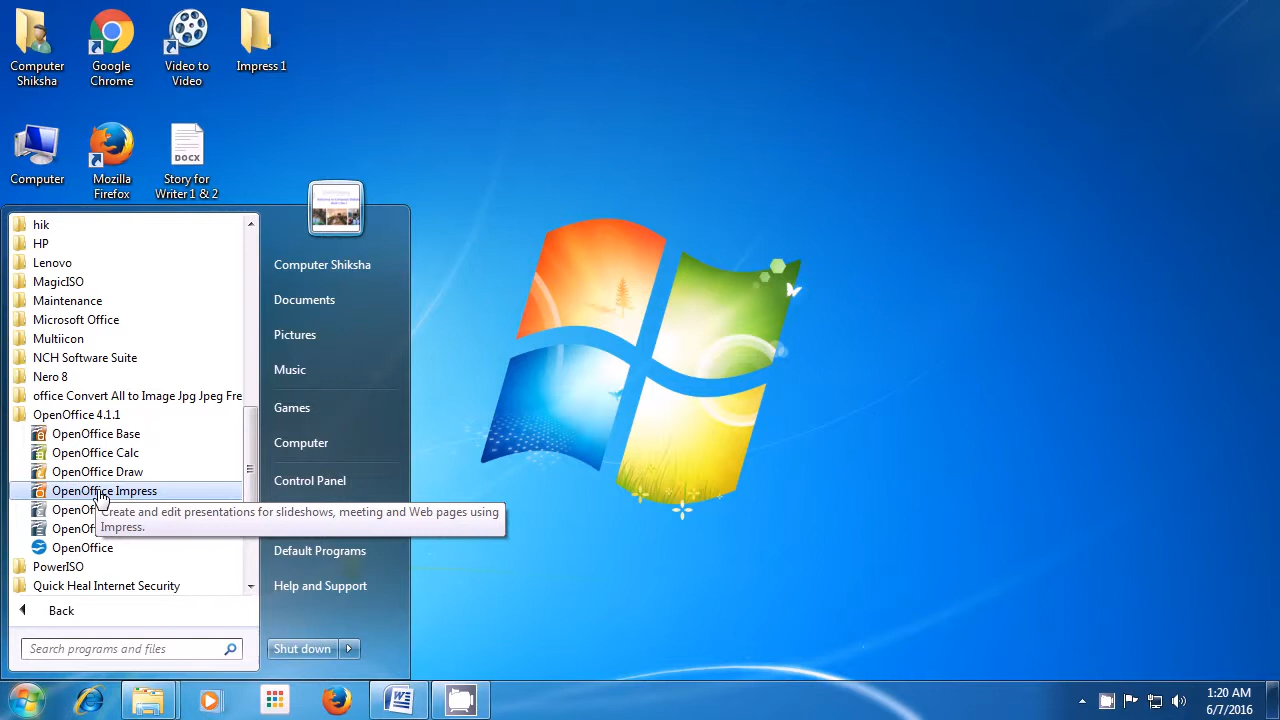 Computer
Shiksha
Google
Chrome
Video to
Video
Impress 1
Computer
Mozilla
Firefox
DOCX
Story for
Writer 1 & 2
hik
HP
Lenovo
MagicISO
Maintenance
Microsoft Office
Multiicon
NCH Software Suite
Nero 8
office Convert All to Image Jpg Jpeg Fre
OpenOffice 4.1.1
OpenOffice Base
OpenOffice Calc
OpenOffice Draw
OpenOffice Impress
Create and edit presentations for slideshows, meeting and Web pages using
Impress.
OpenOffice
PowerISO
Quick Heal Internet Security
Back
Search programs and files
Computer Shiksha
Documents
Pictures
Music
Games
Computer
Control Panel
Default Programs
Help and Support
Shut down
1:20 AM
6/7/2016